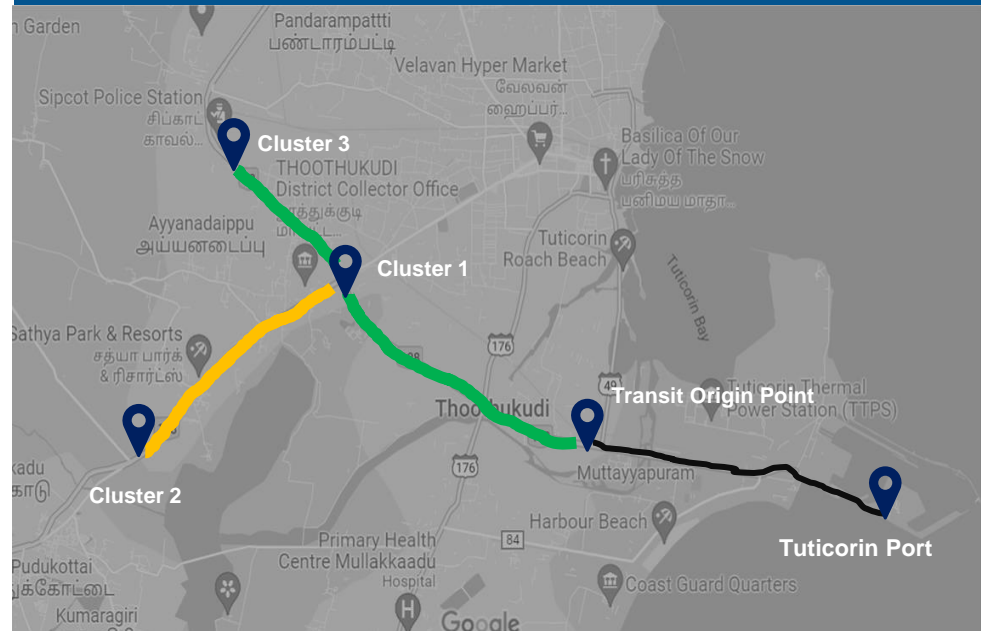 Garden
Pandarampattti
பண்டாரம்பட்டி
Velavan Hyper Market
வேலவன்
ஹைப்பர்...
Sipcot Police Station
சிப்காட்
காவல்...
Cluster 3
Basilica Of Our
Lady Of The Snow
பரிசுத்த
பனிமய மாதா...
THOOTHUKUDI
District Collector Office
Ayyanadaippu
அய்யனடைப்பு
Tuticorin
Roach Beach
Cluster 1
Tuticorin Bay
Sathya Park & Resorts
சத்யா பார்க்
& ரிசார்ட்ஸ்
176
49
Transit Origin Point
Tuticorin Thermal
Power Station (TTPS)
Thoothukudi
Muttayyapuram
176
Cluster 2
Harbour Beach
84
Tuticorin Port
Primary Health
Centre Mullakkaadu
Hospital
Coast Guard Quarters
Pudukottai
Kumaragiri
Google